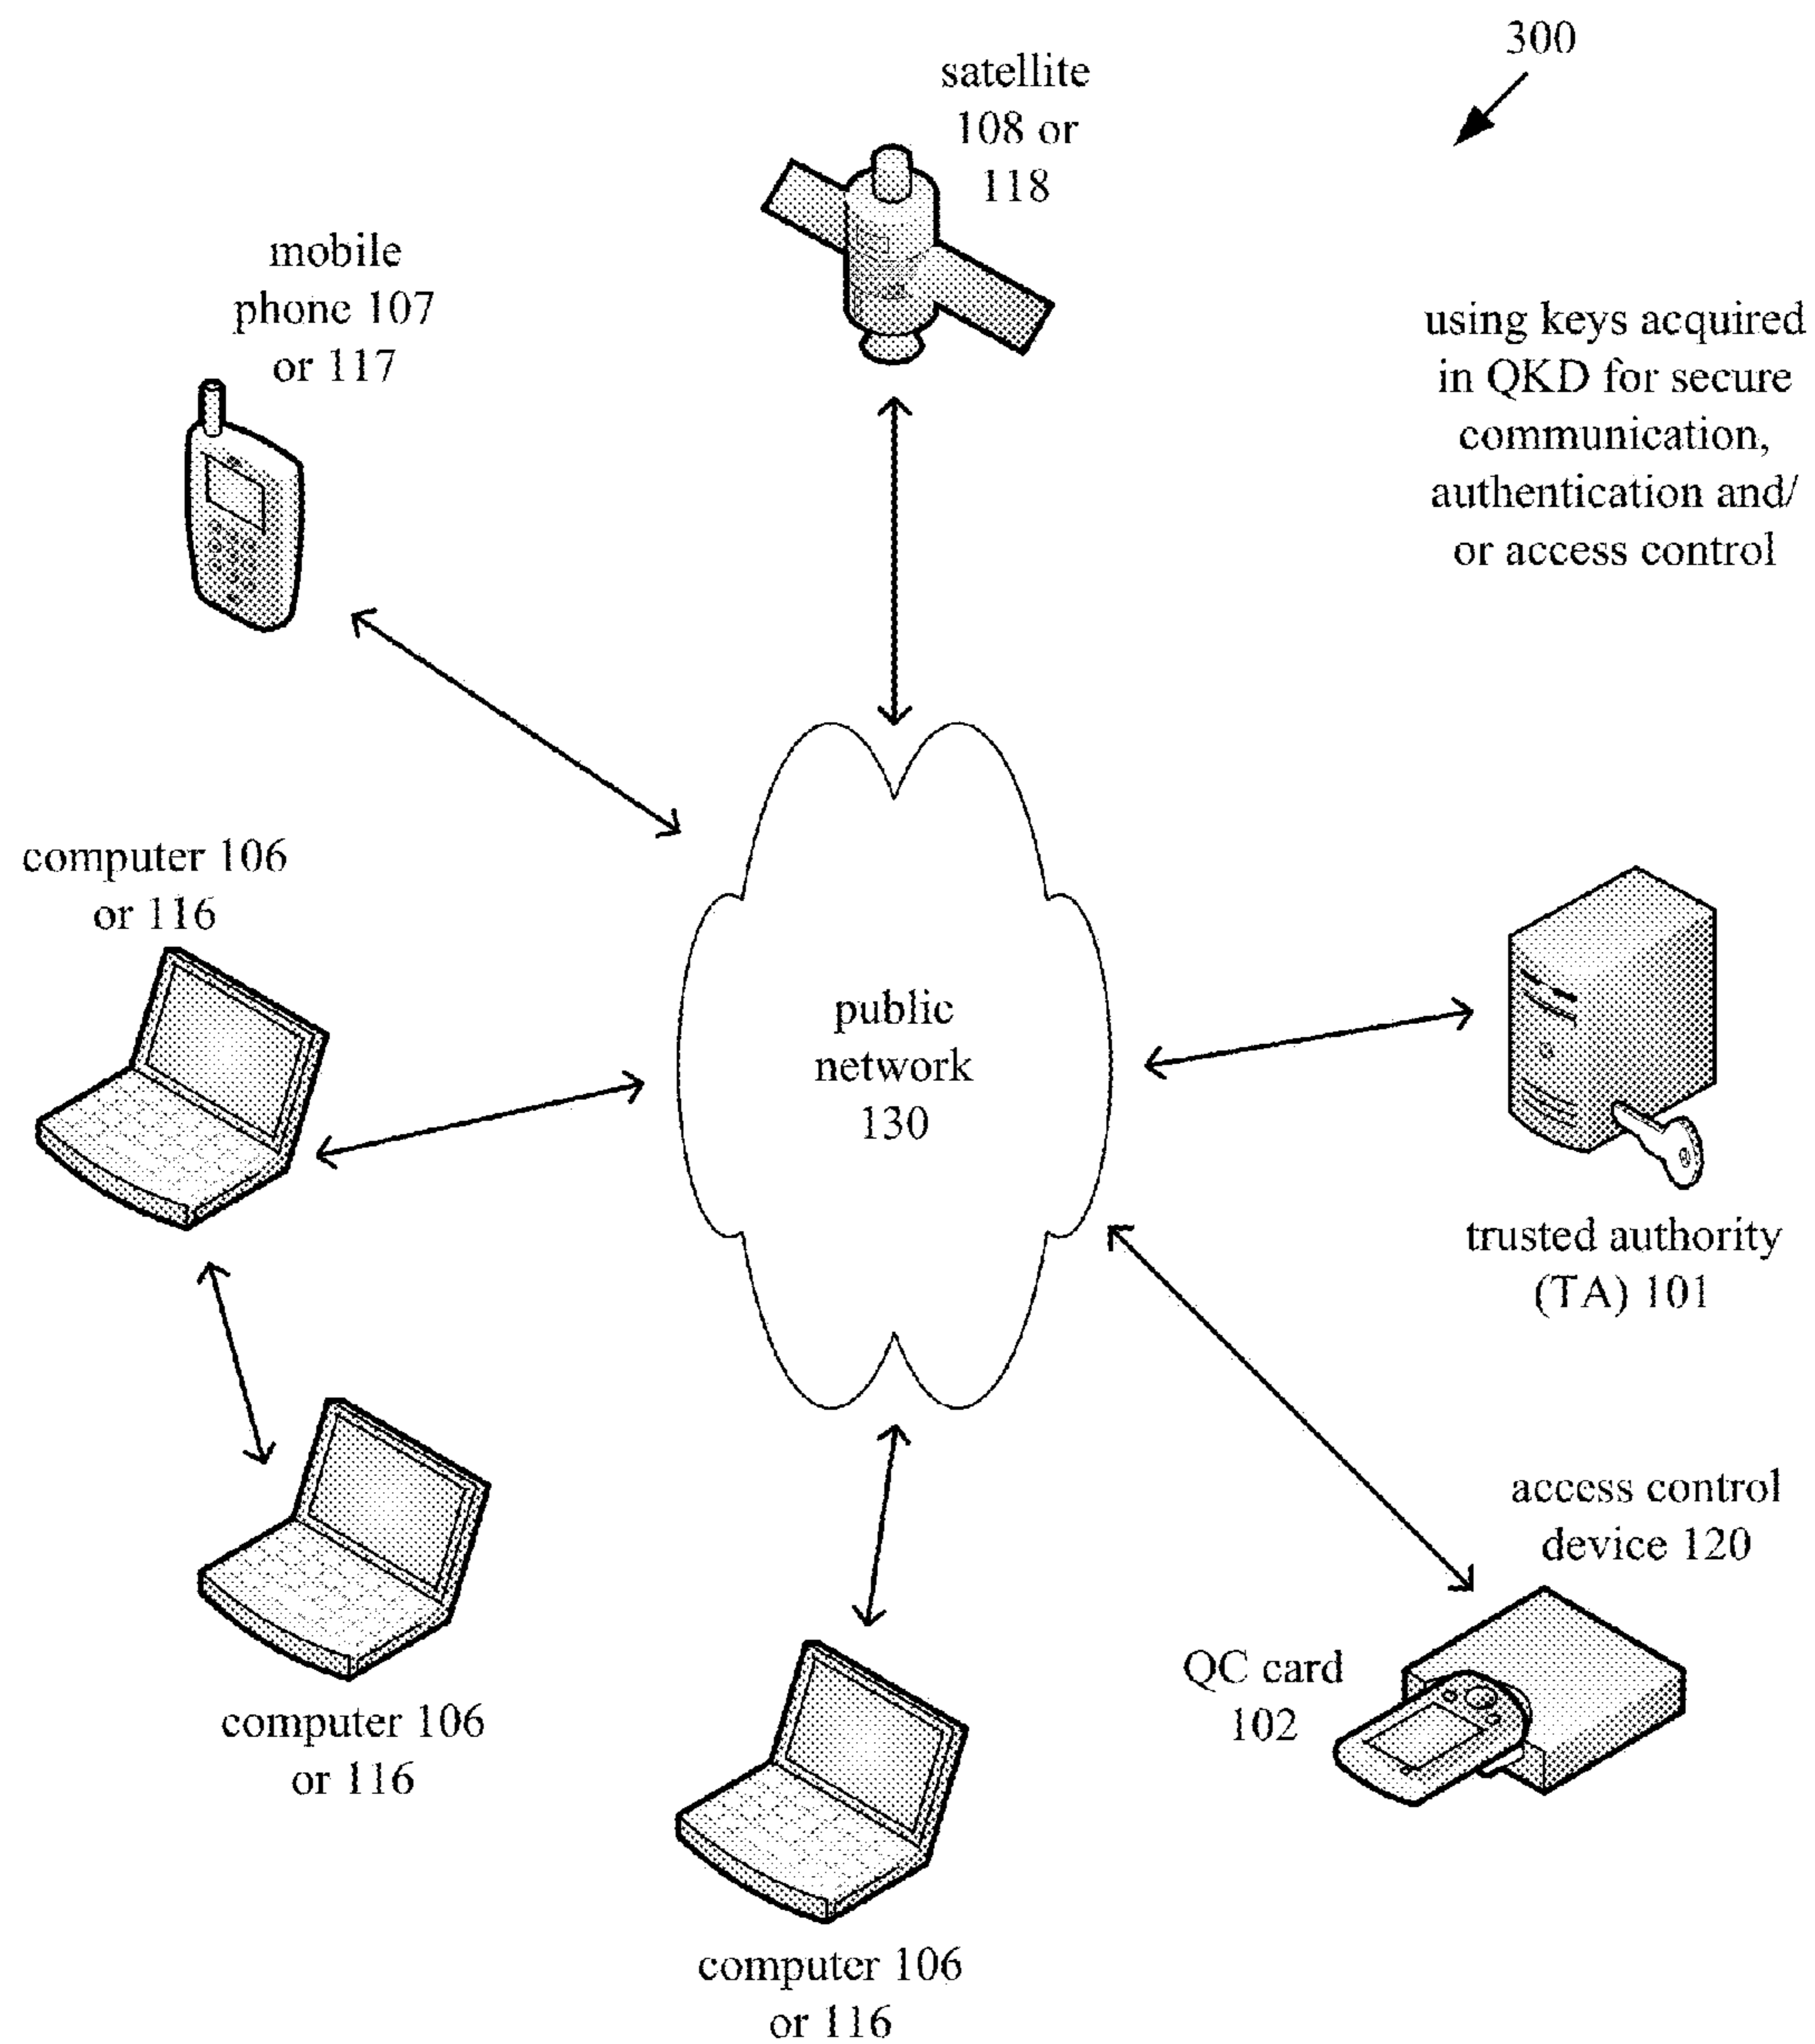 300
satellite
108 or
118
mobile
phone 107
or 117
using keys acquired
in QKD for secure
communication,
authentication and/
or access control
computer 106
or 116
public
network
130
trusted authority
(TA) 101
access control
device 120
QC card
102
computer 106
or 116
computer 106
or 116